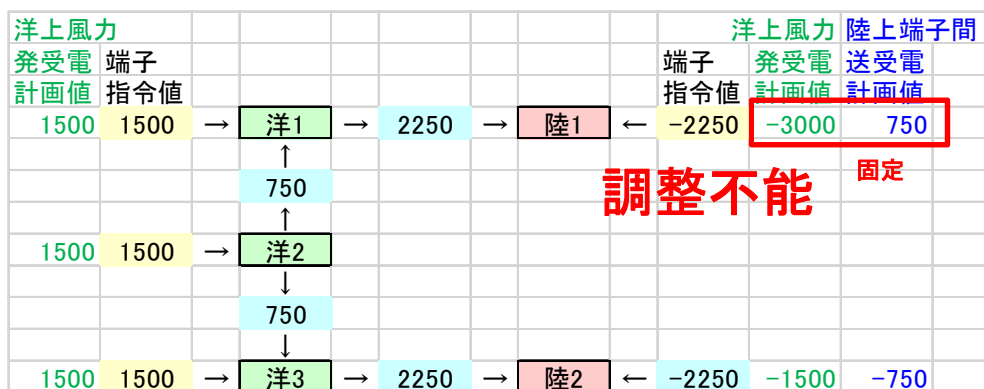 洋上風力 洋上風力 陸上端子間
発受電 端子 端子 発受電 送受電
計画値 指令値 指令値 計画値 計画値
1500 1500 → 洋1 → 2250 → 陸1 ← -2250 -3000 750
↑
750
調整不能 固定
↑
1500 1500 → 洋2
↓
750
↓
1500 1500 → 洋3 → 2250 → 陸2 ← -2250 -1500 -750